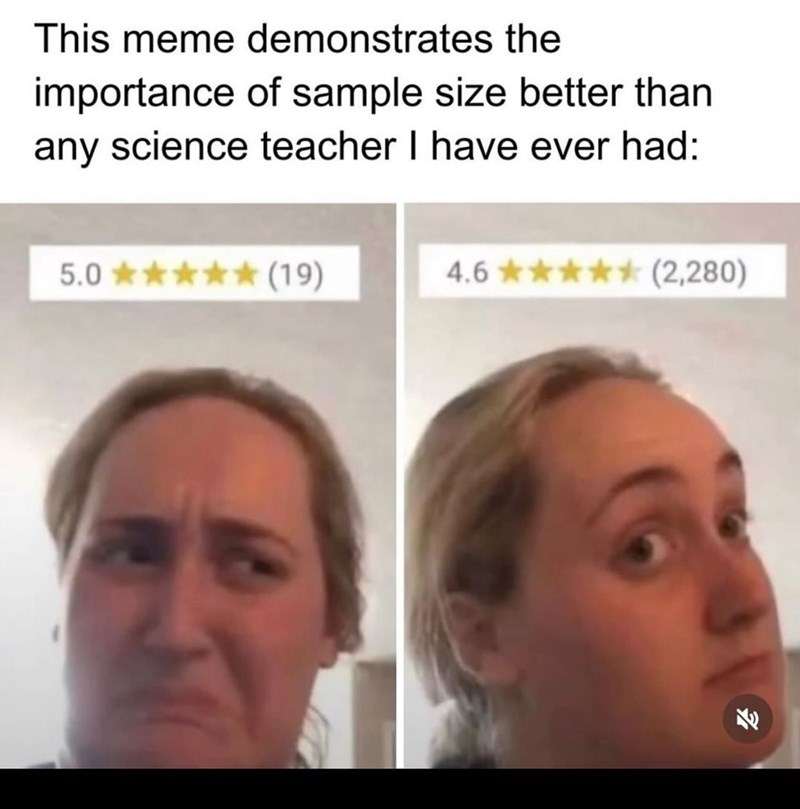 This meme demonstrates the
importance of sample size better than
any science teacher I have ever had:
5.0 ★★★★★ (19)
4.6 ★★★★⯨ (2,280)